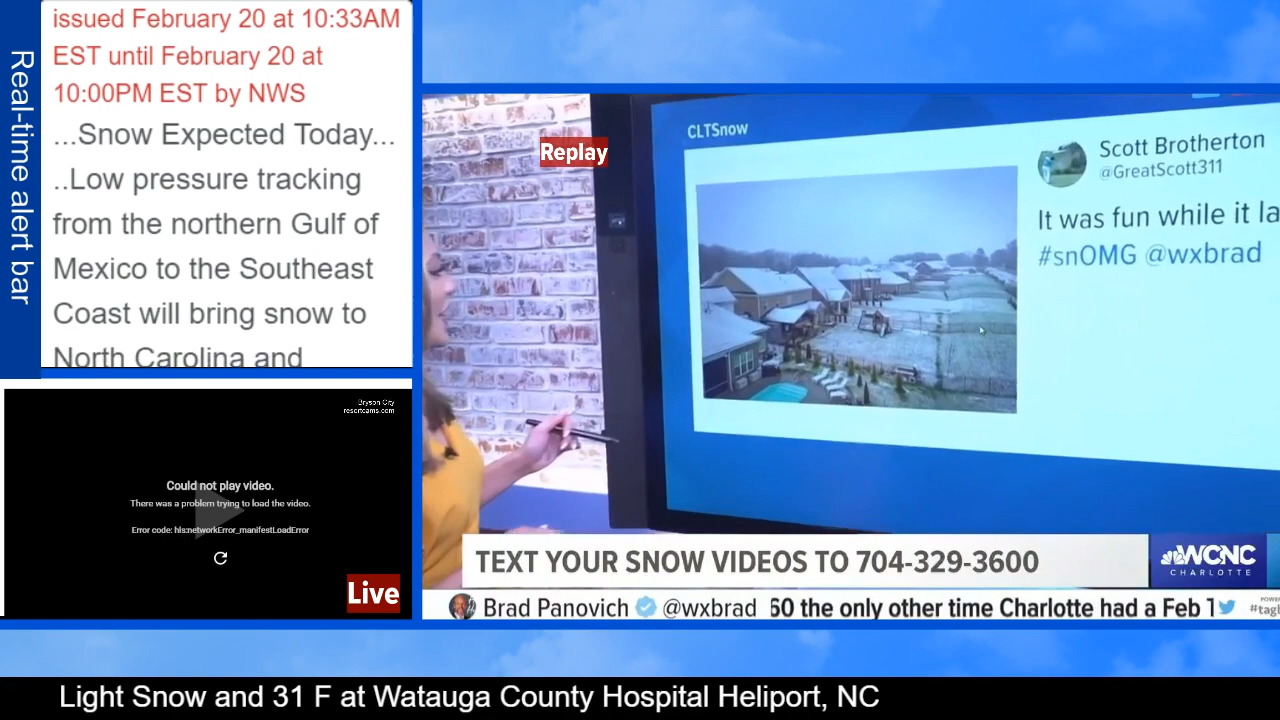 Real-time alert bar
issued February 20 at 10:33AM
EST until February 20 at
10:00PM EST by NWS
...Snow Expected Today...
..Low pressure tracking
from the northern Gulf of
Mexico to the Southeast
Coast will bring snow to
North Carolina and
Bryson City
resortcams.com
Could not play video.
There was a problem trying to load the video.
Error code: hls:networkError_manifestLoadError
Live
Replay
CLTSnow
Scott Brotherton
@GreatScott311
It was fun while it la
#snOMG @wxbrad
TEXT YOUR SNOW VIDEOS TO 704-329-3600
WCNC
CHARLOTTE
Brad Panovich @wxbrad 60 the only other time Charlotte had a Feb 1
Light Snow and 31 F at Watauga County Hospital Heliport, NC